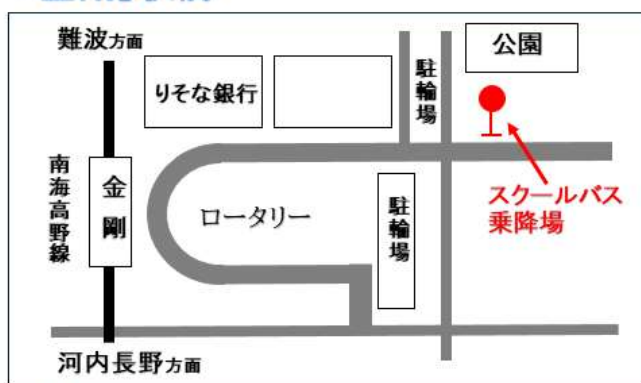 難波方面
りそな銀行
駐輪場
公園
南海高野線
金剛
ロータリー
駐輪場
スクールバス
乗降場
河内長野方面